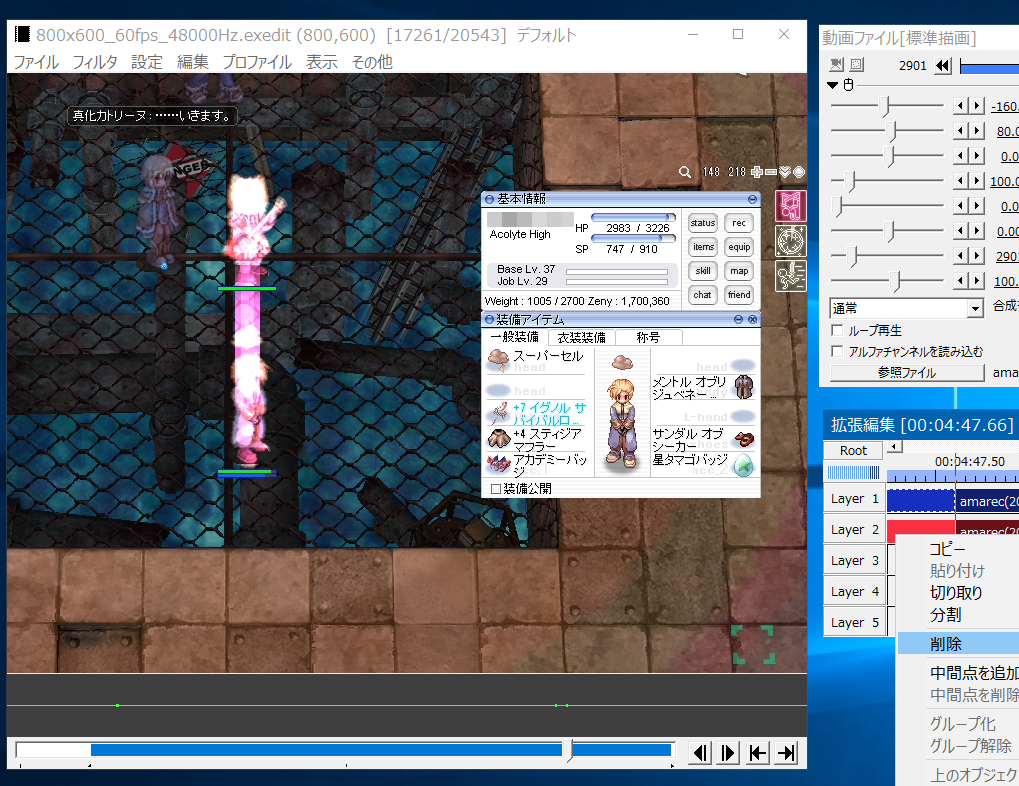 800x600_60fps_48000Hz.exedit (800,600) [17261/20543] デフォルト
ファイル フィルタ 設定 編集 プロファイル 表示 その他
真化カトリーヌ：……いきます。
NGER
148 218
基本情報
Acolyte High
HP 2983 / 3226
SP 747 / 910
Base Lv. 37
Job Lv. 29
Weight : 1005 / 2700 Zeny : 1,700,360
status rec
items equip
skill map
chat friend
装備アイテム
一般装備 衣装装備 称号
スーパーセル
head
head
+7 イグノル サ
バイバルロ...
+4 スティジア
マフラー
アカデミーバッ
ジ
head
メントル オブリ
ジュベネー...
L-hand
サンダル オブ
シーカー
星タマゴバッジ
装備公開
動画ファイル[標準描画]
2901
-160.
80.0
0.0
100.0
0.0
0.00
2901
100.
通常
合成
ループ再生
アルファチャンネルを読み込む
参照ファイル
amar
拡張編集 [00:04:47.66]
Root
00:04:47.50
Layer 1
amarec(20
Layer 2
amarec(20
Layer 3
Layer 4
Layer 5
コピー
貼り付け
切り取り
分割
削除
中間点を追加
中間点を削除
グループ化
グループ解除
上のオブジェク